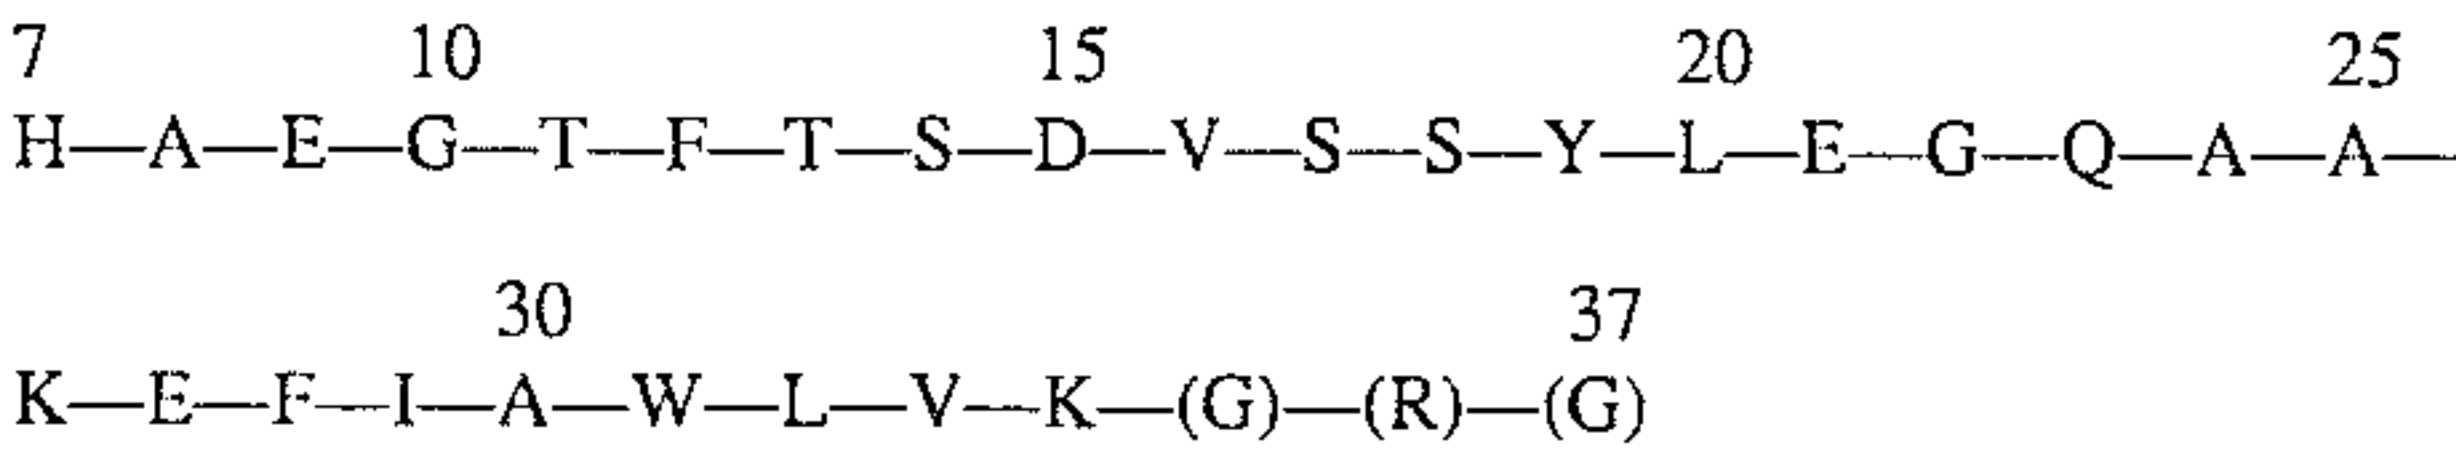 7 10 15 20 25
H—A—E—G—T—F—T—S—D—V—S—S—Y—L—E—G—Q—A—A—
30 37
K—E—F—I—A—W—L—V—K—(G)—(R)—(G)